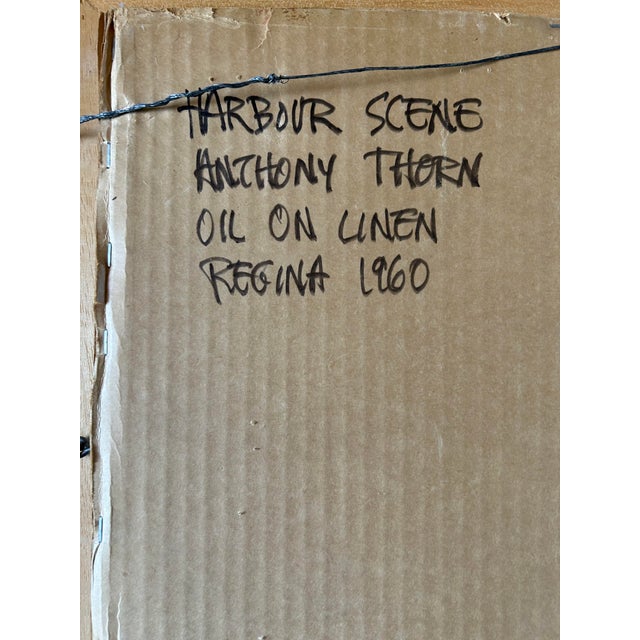 HARBOUR SCENE
ANTHONY THORN
OIL ON LINEN
REGINA 1960